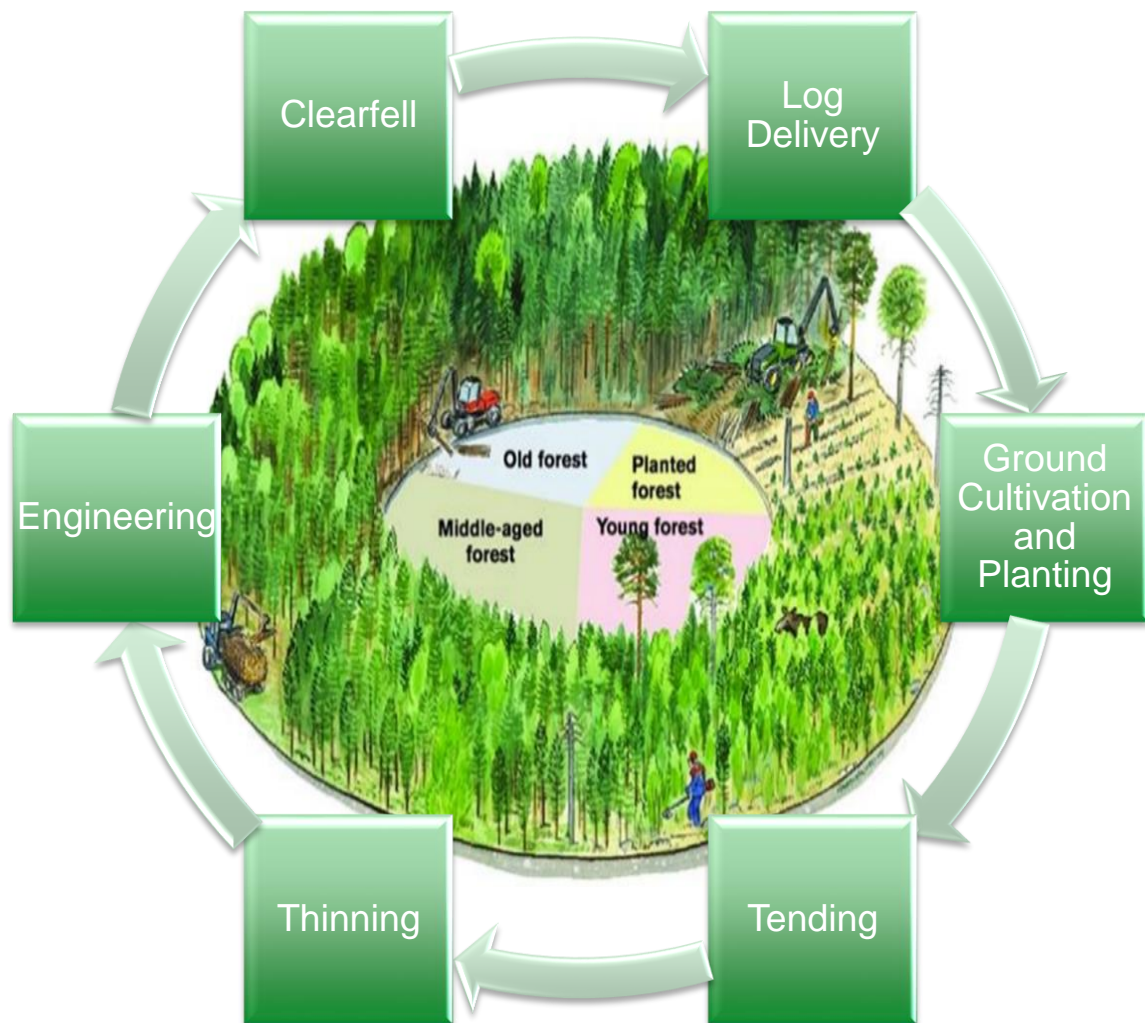 Clearfell
Log
Delivery
Old forest
Planted
forest
Engineering
Middle-aged
forest
Young forest
Ground
Cultivation
and
Planting
Thinning
Tending